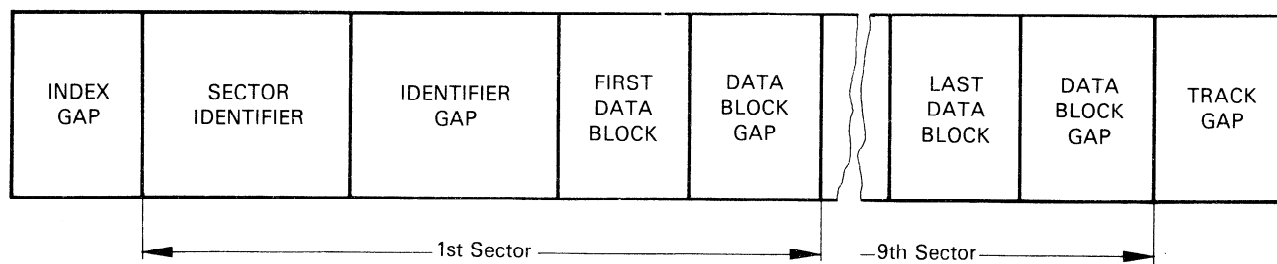 INDEX
GAP
SECTOR
IDENTIFIER
IDENTIFIER
GAP
FIRST
DATA
BLOCK
DATA
BLOCK
GAP
LAST
DATA
BLOCK
DATA
BLOCK
GAP
TRACK
GAP
1st Sector
9th Sector